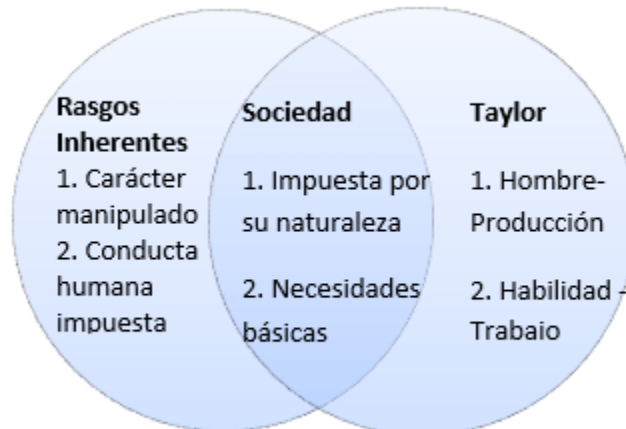 Rasgos
Inherentes
1. Carácter
manipulado
2. Conducta
humana
impuesta
Sociedad
1. Impuesta por
su naturaleza
2. Necesidades
básicas
Taylor
1. Hombre-
Producción
2. Habilidad -
Trabajo